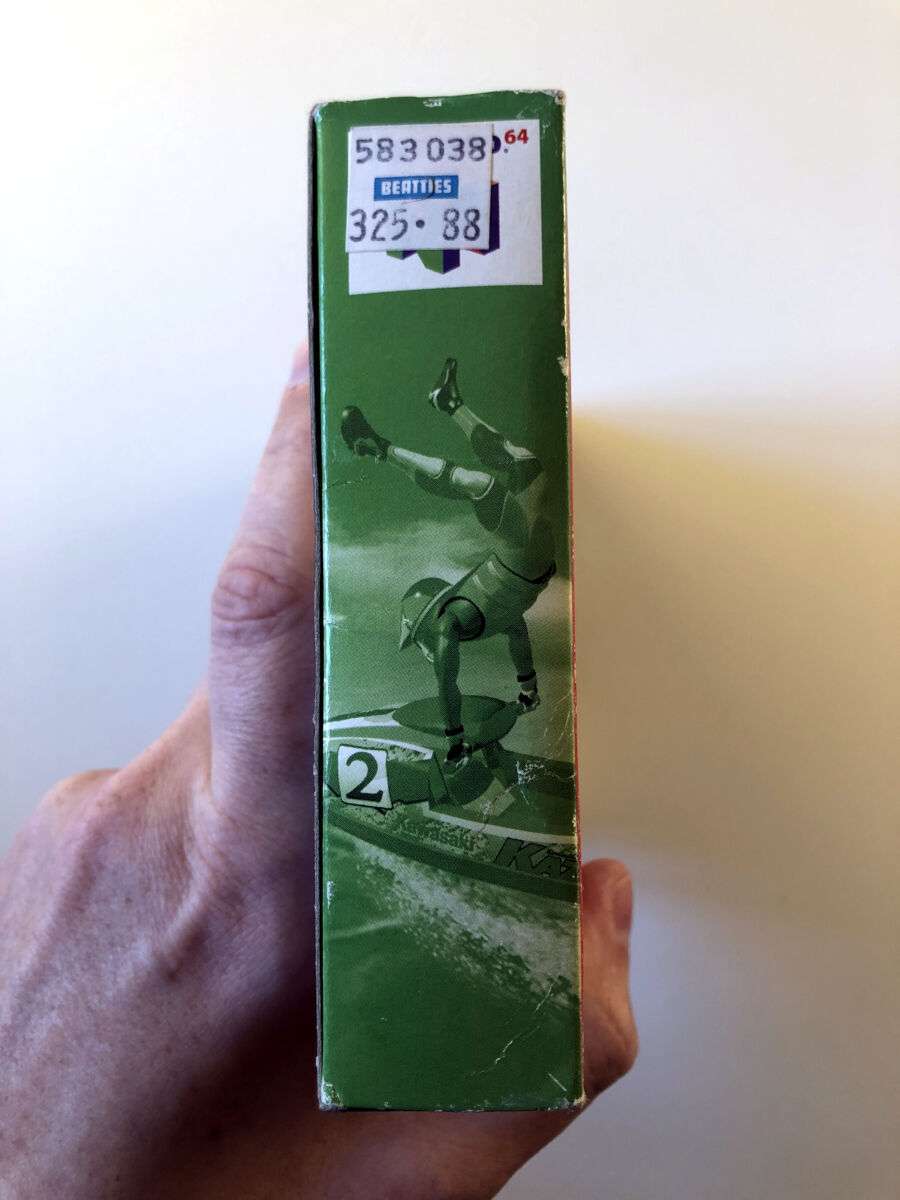 583 038
64
BEATTIES
325. 88
2
Kawasaki